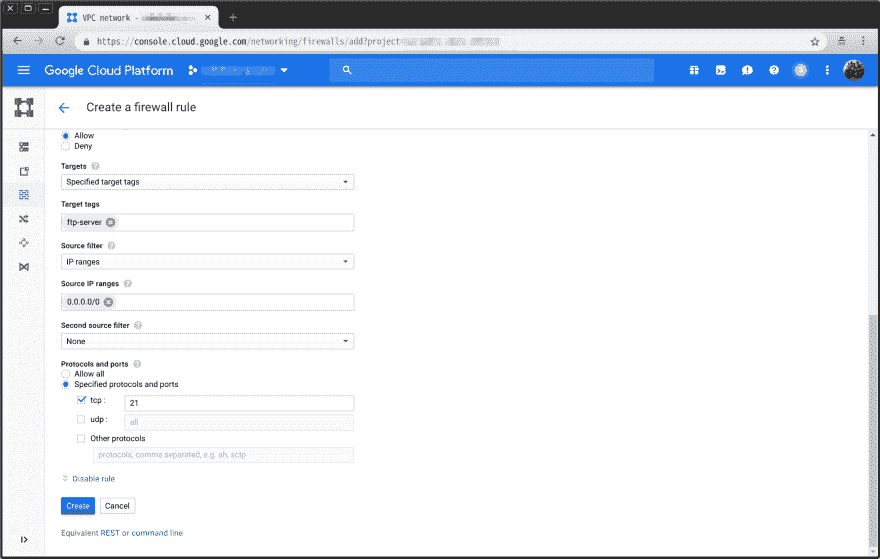 VPC network -
https://console.cloud.google.com/networking/firewalls/add?project=
Google Cloud Platform
Create a firewall rule
Allow
Deny
Targets
Specified target tags
Target tags
ftp-server
Source filter
IP ranges
Source IP ranges
0.0.0.0/0
Second source filter
None
Protocols and ports
Allow all
Specified protocols and ports
tcp :
21
udp :
all
Other protocols
protocols, comma separated, e.g. ah, sctp
Disable rule
Create Cancel
Equivalent REST or command line